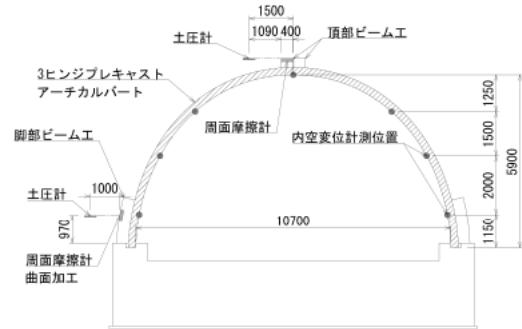 1500
土圧計
1090
400
頂部ビーム工
3ヒンジプレキャスト
アーチカルバート
周面摩擦計
1250
脚部ビーム工
内空変位計測位置
1500
5900
土圧計
1000
2000
970
10700
1150
周面摩擦計
曲面加工